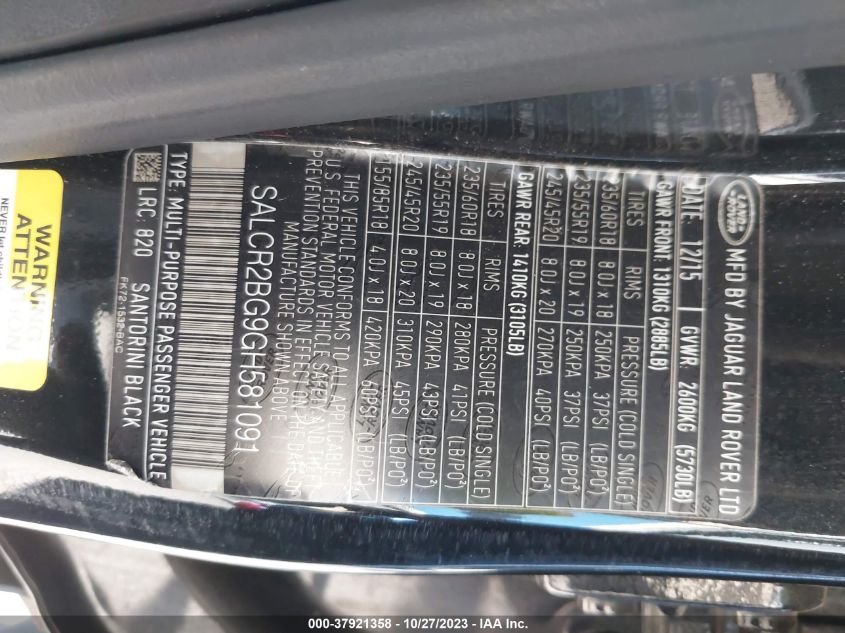 LAND ROVER
MFD BY JAGUAR LAND ROVER LTD
DATE 12/15 GVWR 2600KG (5730LB)
GAWR FRONT: 1310KG (2885LB)
TIRES RIMS PRESSURE (COLD SINGLE)
235/60R18 8.0J x 18 250KPA 37PSI (LB/PO²)
235/55R19 8.0J x 19 250KPA 37PSI (LB/PO²)
245/45R20 8.0J x 20 270KPA 40PSI (LB/PO²)
GAWR REAR: 1410KG (3105LB)
TIRES RIMS PRESSURE (COLD SINGLE)
235/60R18 8.0J x 18 280KPA 41PSI (LB/PO²)
235/55R19 8.0J x 19 290KPA 43PSI (LB/PO²)
245/45R20 8.0J x 20 310KPA 45PSI (LB/PO²)
155/85R18 4.0J x 18 420KPA 60PSI (LB/PO²)
THIS VEHICLE CONFORMS TO ALL APPLICABLE
U.S. FEDERAL MOTOR VEHICLE SAFETY AND THEFT
PREVENTION STANDARDS IN EFFECT ON THE DATE OF
MANUFACTURE SHOWN ABOVE
SALCR2BG9GH581091
TYPE: MULTI-PURPOSE PASSENGER VEHICLE
LRC: 820 SANTORINI BLACK
FK72-1532-BAC
WARNING
ATTENTION
NEVER let children
000-37921358 | 10/27/2023 | IAA Inc.